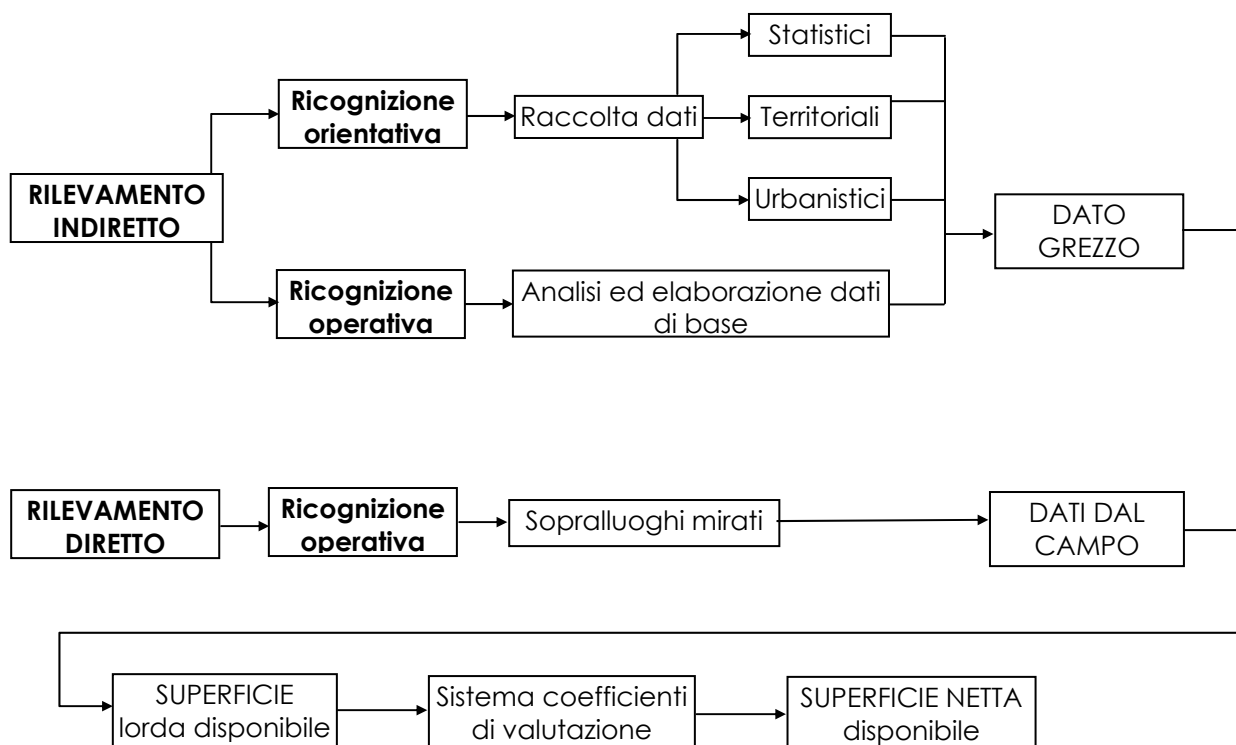 Statistici
Ricognizione
orientativa
Raccolta dati
Territoriali
RILEVAMENTO
INDIRETTO
Urbanistici
DATO
GREZZO
Ricognizione
operativa
Analisi ed elaborazione dati
di base
RILEVAMENTO
DIRETTO
Ricognizione
operativa
Sopralluoghi mirati
DATI DAL
CAMPO
SUPERFICIE
lorda disponibile
Sistema coefficienti
di valutazione
SUPERFICIE NETTA
disponibile